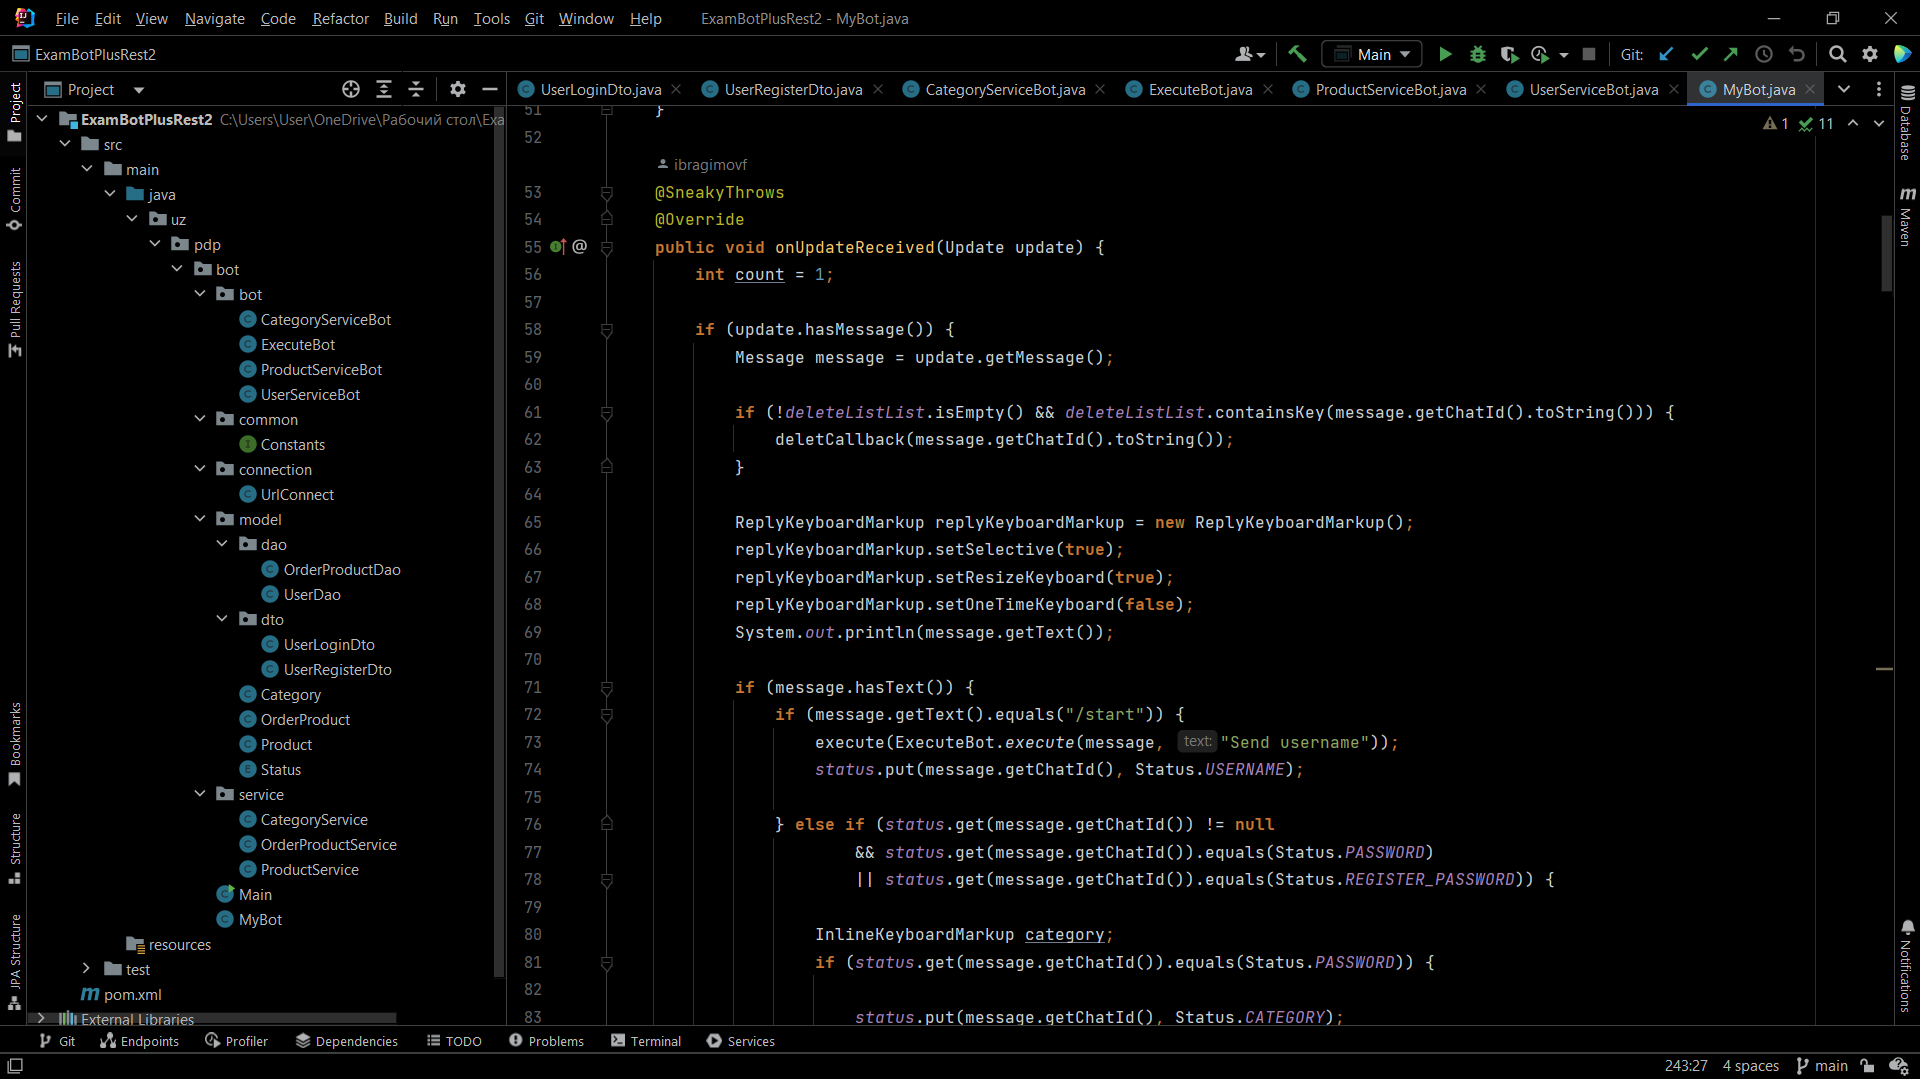 File Edit View Navigate Code Refactor Build Run Tools Git Window Help ExamBotPlusRest2 - MyBot.java
ExamBotPlusRest2
Main
Git:
Project
UserLoginDto.java
UserRegisterDto.java
CategoryServiceBot.java
ExecuteBot.java
ProductServiceBot.java
UserServiceBot.java
MyBot.java
Project
Commit
Pull Requests
Bookmarks
Structure
JPA Structure
ExamBotPlusRest2 C:\Users\User\OneDrive\Рабочий стол\Exa
src
main
java
uz
pdp
bot
bot
CategoryServiceBot
ExecuteBot
ProductServiceBot
UserServiceBot
common
Constants
connection
UrlConnect
model
dao
OrderProductDao
UserDao
dto
UserLoginDto
UserRegisterDto
Category
OrderProduct
Product
Status
service
CategoryService
OrderProductService
ProductService
Main
MyBot
resources
test
pom.xml
External Libraries
1 11
51 }
52
ibragimovf
53 @SneakyThrows
54 @Override
55 @ public void onUpdateReceived(Update update) {
56 int count = 1;
57
58 if (update.hasMessage()) {
59 Message message = update.getMessage();
60
61 if (!deleteListList.isEmpty() && deleteListList.containsKey(message.getChatId().toString())) {
62 deletCallback(message.getChatId().toString());
63 }
64
65 ReplyKeyboardMarkup replyKeyboardMarkup = new ReplyKeyboardMarkup();
66 replyKeyboardMarkup.setSelective(true);
67 replyKeyboardMarkup.setResizeKeyboard(true);
68 replyKeyboardMarkup.setOneTimeKeyboard(false);
69 System.out.println(message.getText());
70
71 if (message.hasText()) {
72 if (message.getText().equals("/start")) {
73 execute(ExecuteBot.execute(message, text: "Send username"));
74 status.put(message.getChatId(), Status.USERNAME);
75
76 } else if (status.get(message.getChatId()) != null
77 && status.get(message.getChatId()).equals(Status.PASSWORD)
78 || status.get(message.getChatId()).equals(Status.REGISTER_PASSWORD)) {
79
80 InlineKeyboardMarkup category;
81 if (status.get(message.getChatId()).equals(Status.PASSWORD)) {
82
83 status.put(message.getChatId(), Status.CATEGORY);
Database
Maven
Notifications
Git Endpoints Profiler Dependencies TODO Problems Terminal Services
243:27 4 spaces main